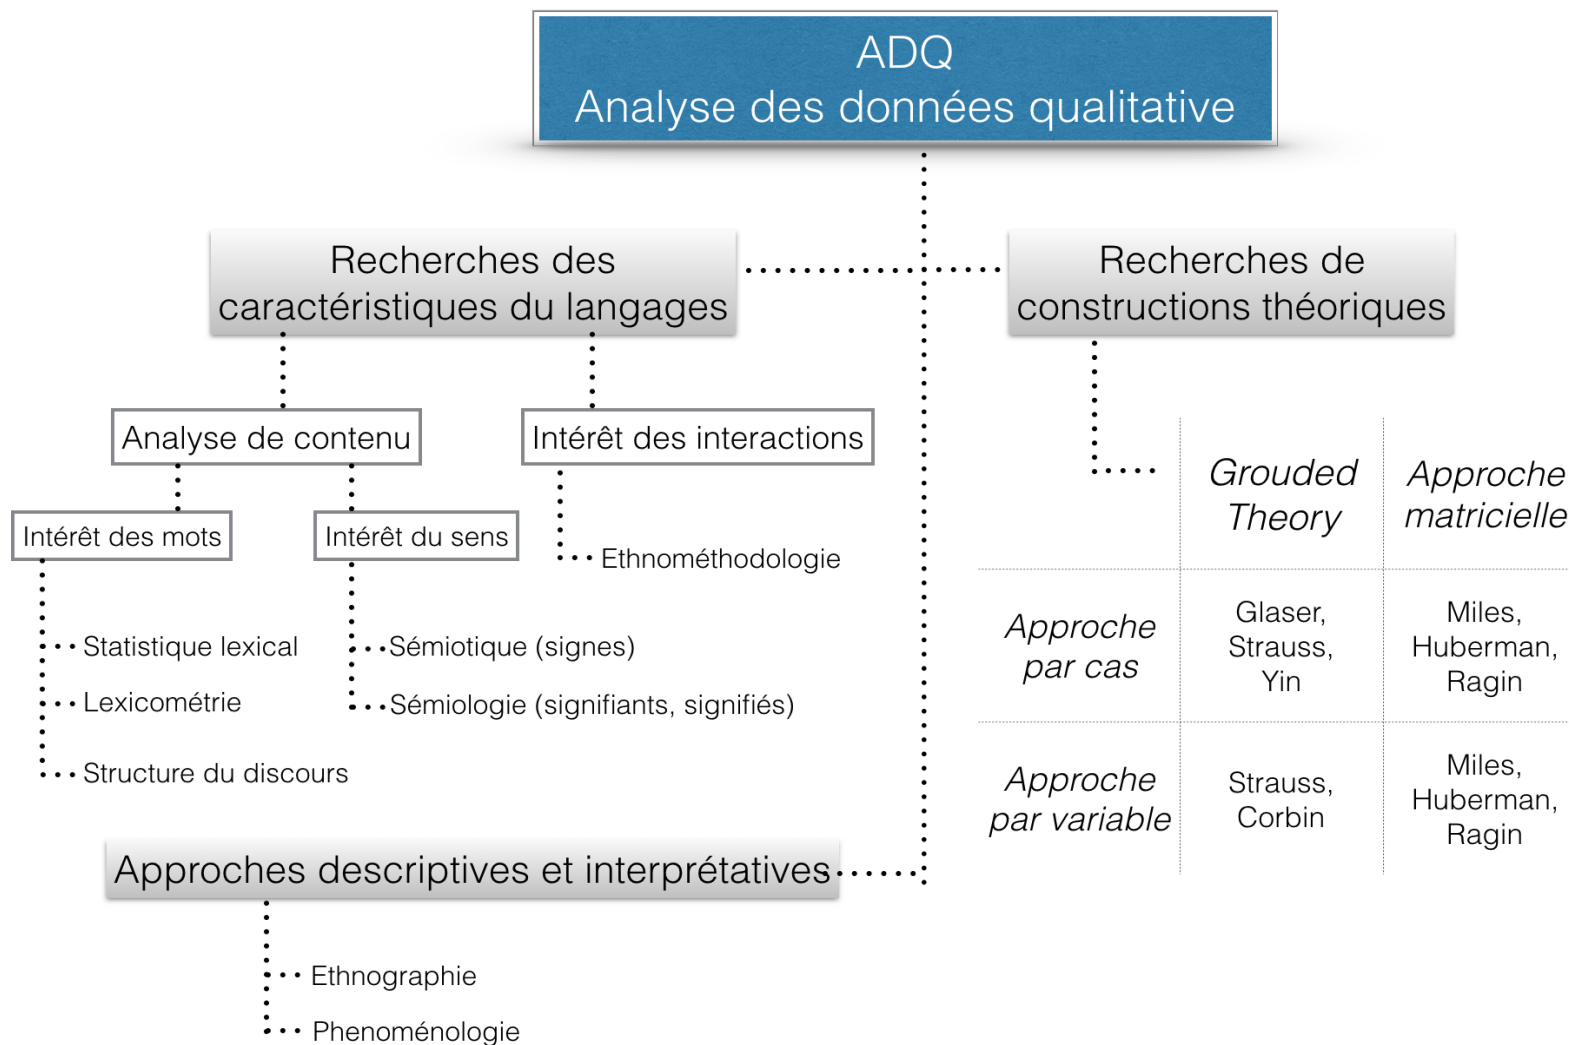 ADQ
Analyse des données qualitative
Recherches des
caractéristiques du langages
Recherches de
constructions théoriques
Analyse de contenu
Intérêt des interactions
Intérêt des mots
Intérêt du sens
Ethnométhodologie
Statistique lexical
Lexicométrie
Structure du discours
Sémiotique (signes)
Sémiologie (signifiants, signifiés)
Grouded
Theory
Approche
matricielle
Approche
par cas
Glaser,
Strauss,
Yin
Miles,
Huberman,
Ragin
Approche
par variable
Strauss,
Corbin
Miles,
Huberman,
Ragin
Approches descriptives et interprétatives
Ethnographie
Phenoménologie